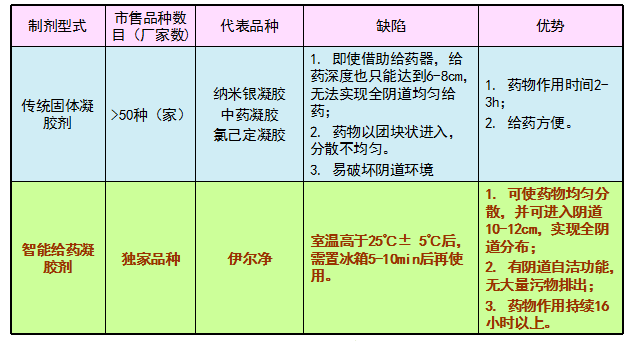 制剂型式
市售品种数
目（厂家数)
代表品种
缺陷
优势
传统固体凝
胶剂
>50种（家）
纳米银凝胶
中药凝胶
氯己定凝胶
1. 即使借助给药器，给
药深度也只能达到6-8cm,
无法实现全阴道均匀给
药；
2. 药物以团块状进入，
分散不均匀。
3. 易破坏阴道环境
1. 药物作用时间2-
3h；
2. 给药方便。
智能给药凝
胶剂
独家品种
伊尔净
室温高于25℃± 5℃后，
需置冰箱5-10min后再使
用。
1. 可使药物均匀分
散，并可进入阴道
10-12cm，实现全阴
道分布；
2. 有阴道自洁功能，
无大量污物排出；
3. 药物作用持续16
小时以上。